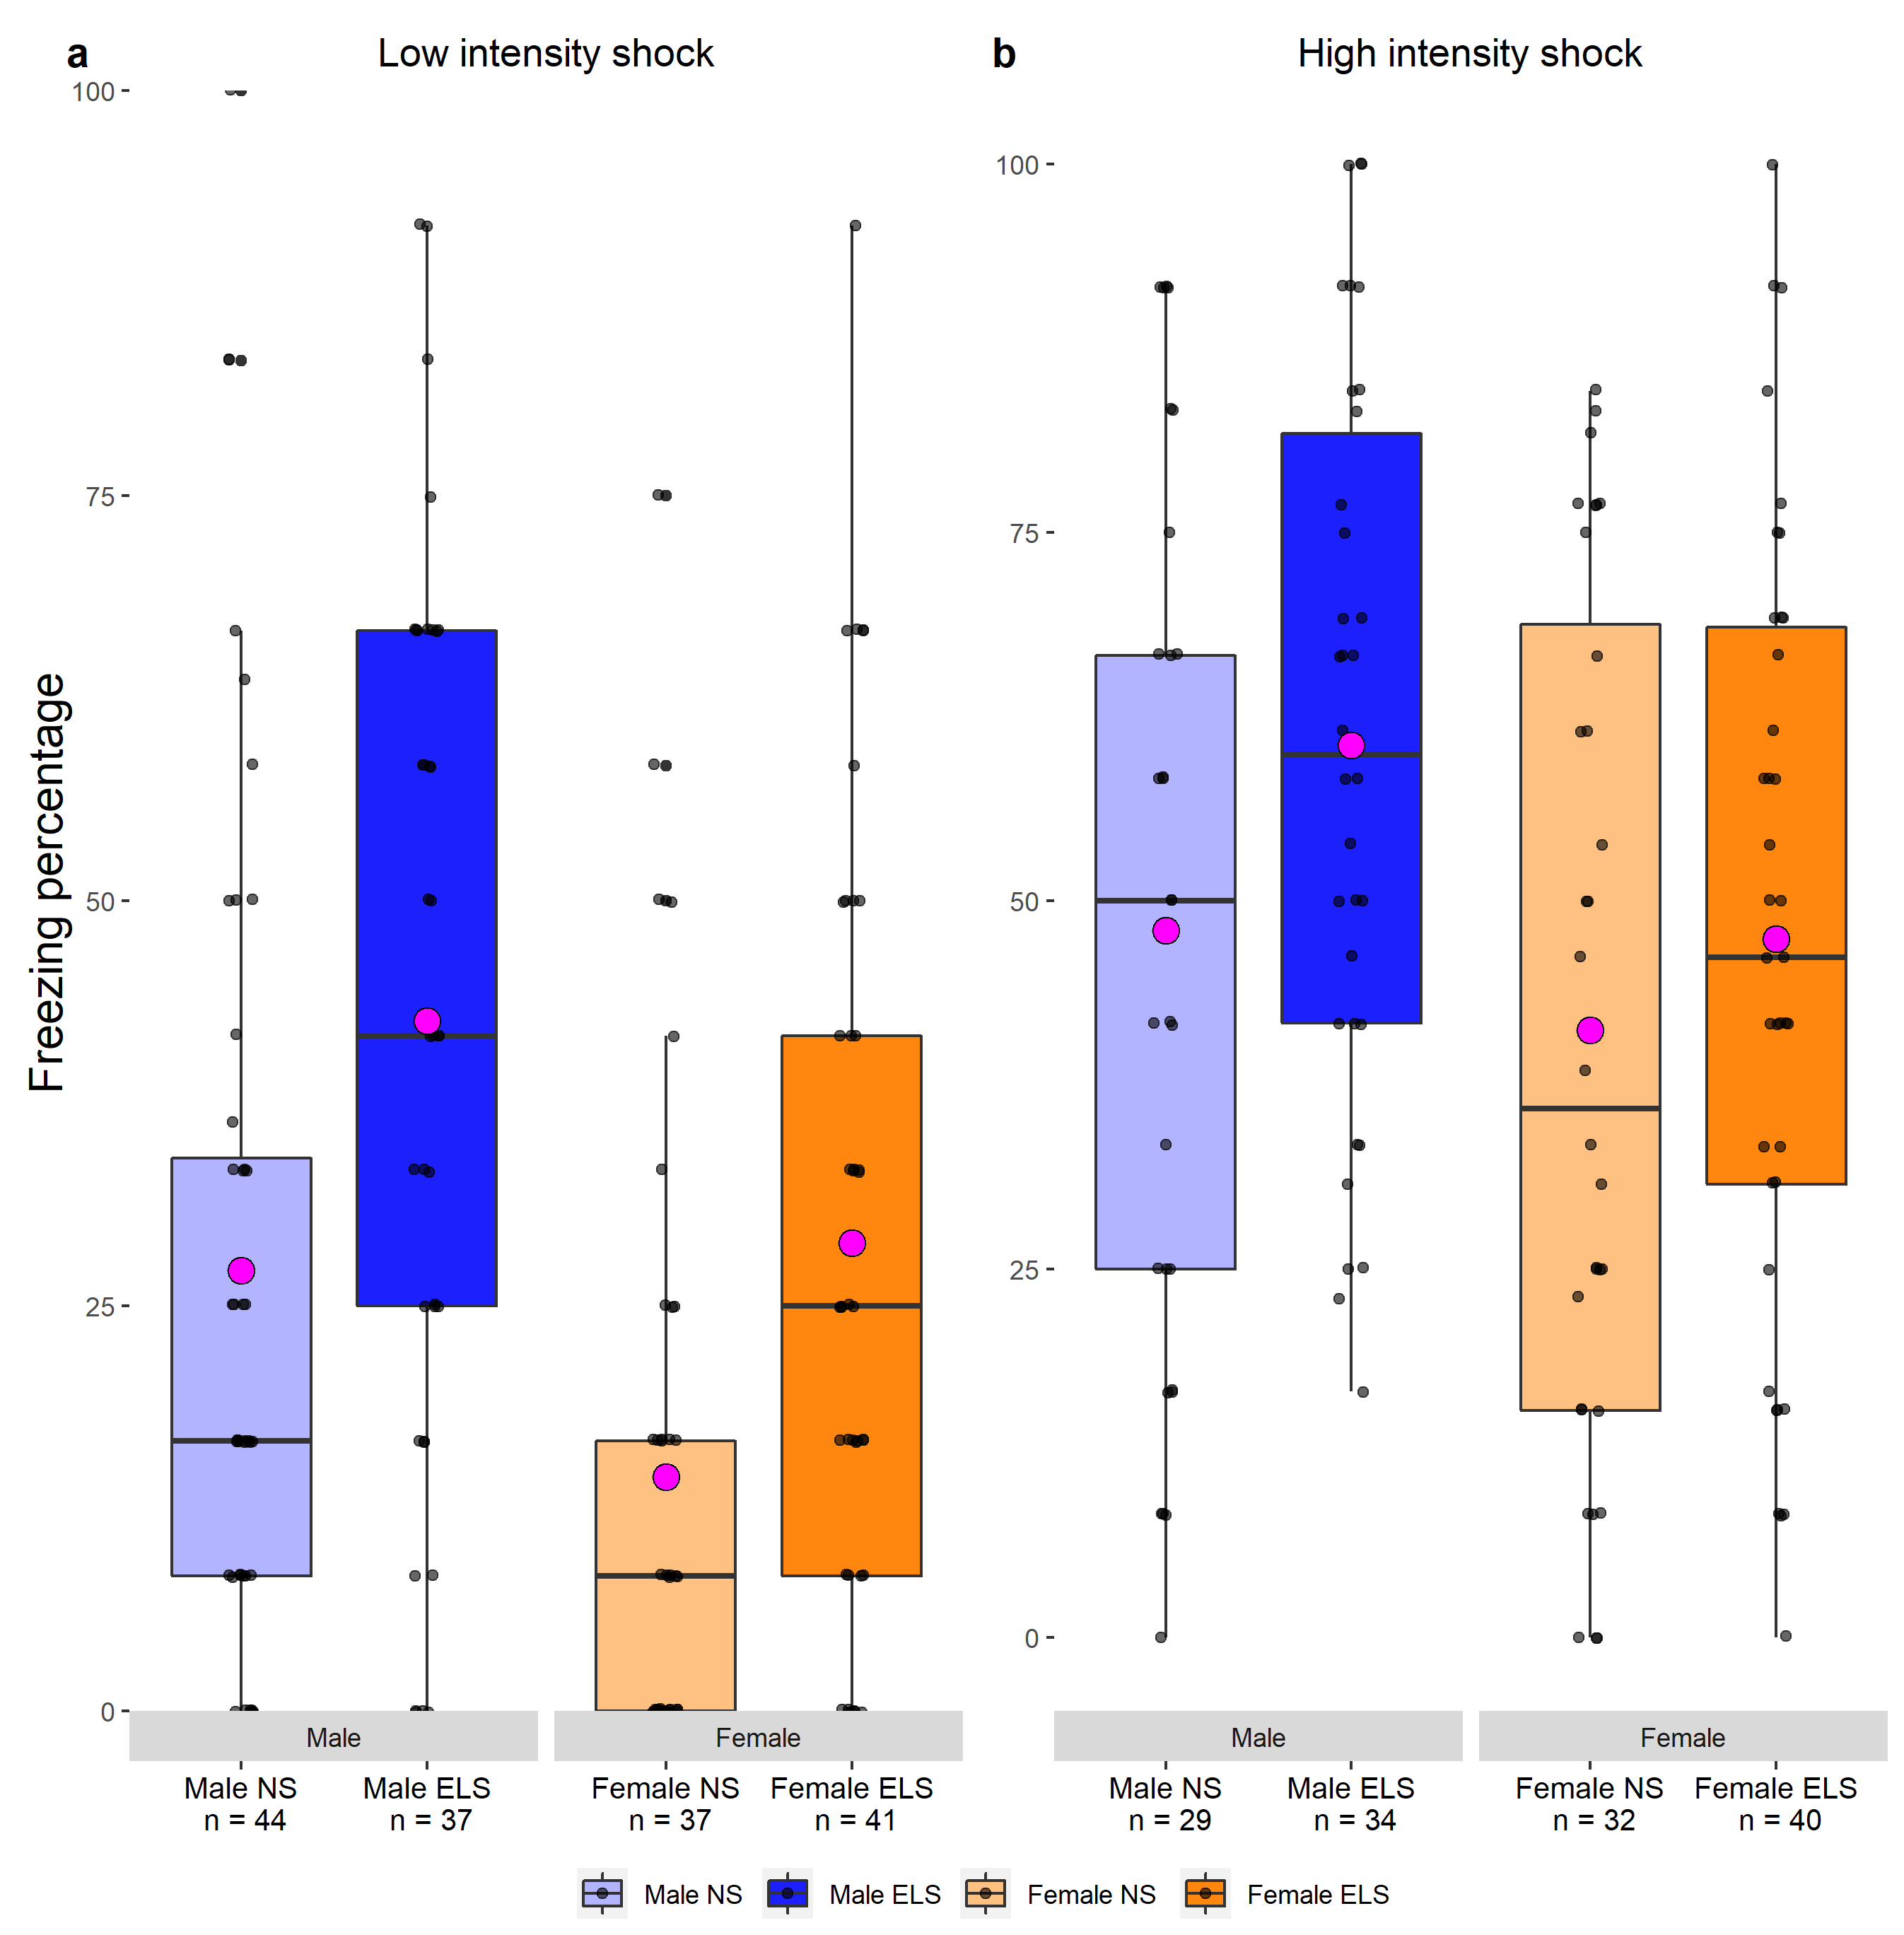 a Low intensity shock
b High intensity shock
Freezing percentage
100
75
50
25
0
100
75
50
25
0
Male Female
Male Female
Male NS Male ELS Female NS Female ELS
n = 44 n = 37 n = 37 n = 41
Male NS Male ELS Female NS Female ELS
n = 29 n = 34 n = 32 n = 40
Male NS Male ELS Female NS Female ELS